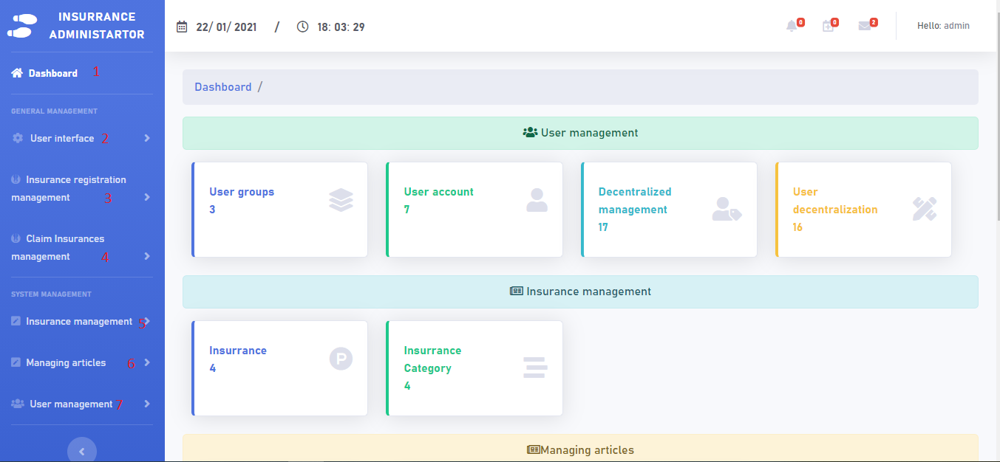 INSURRANCE
ADMINISTARTOR
22/ 01/ 2021 / 18: 03: 29
0
0
2
Hello: admin
Dashboard 1
GENERAL MANAGEMENT
User interface 2
Insurance registration
management 3
Claim Insurances
management 4
SYSTEM MANAGEMENT
Insurance management 5
Managing articles 6
User management 7
Dashboard /
User management
User groups
3
User account
7
Decentralized
management
17
User
decentralization
16
Insurance management
Insurrance
4
P
Insurrance
Category
4
Managing articles